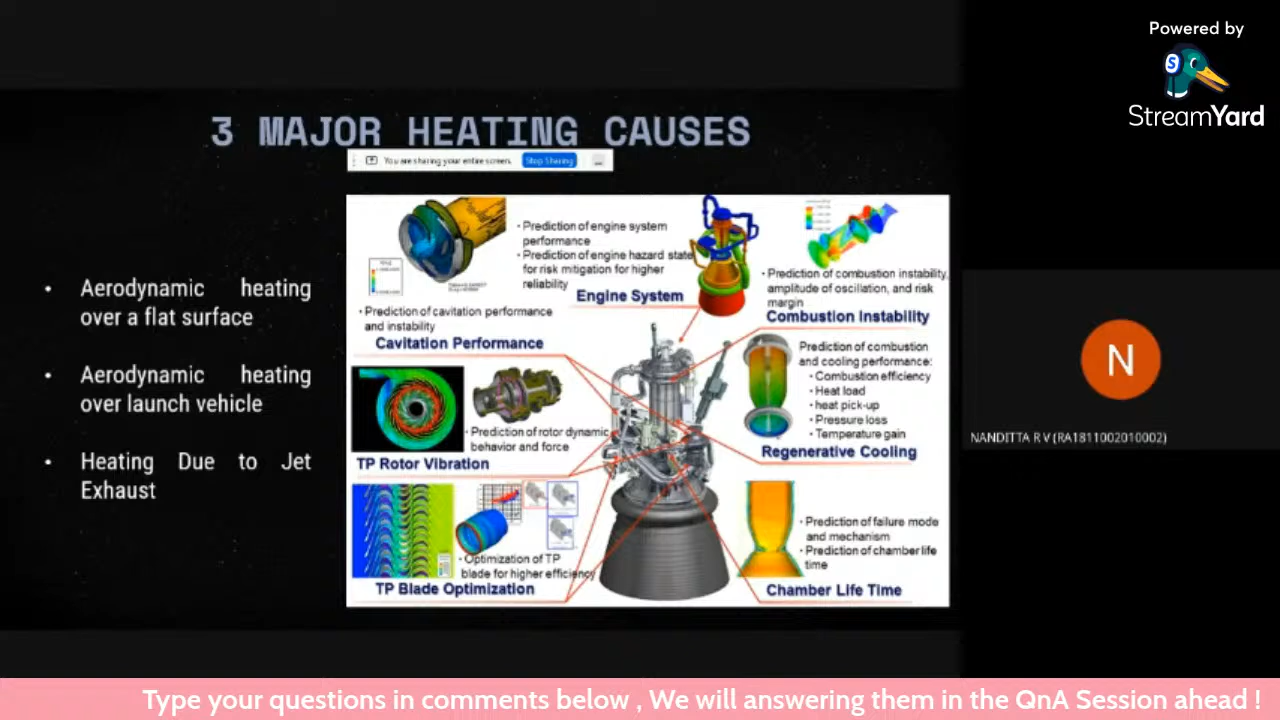 Powered by
StreamYard
3 MAJOR HEATING CAUSES
You are sharing your entire screen.
Stop Sharing
• Aerodynamic heating
over a flat surface
• Aerodynamic heating
over launch vehicle
• Heating Due to Jet
Exhaust
• Prediction of engine system
performance
• Prediction of engine hazard state
for risk mitigation for higher
reliability
Engine System
• Prediction of combustion instability,
amplitude of oscillation, and risk
margin
Combustion Instability
• Prediction of cavitation performance
and instability
Cavitation Performance
Prediction of combustion
and cooling performance:
• Combustion efficiency
• Heat load
• heat pick-up
• Pressure loss
• Temperature gain
Regenerative Cooling
• Prediction of rotor dynamic
behavior and force
TP Rotor Vibration
• Optimization of TP
blade for higher efficiency
TP Blade Optimization
• Prediction of failure mode
and mechanism
• Prediction of chamber life
time
Chamber Life Time
N
NANDITTA R V (RA1811002010002)
Type your questions in comments below , We will answering them in the QnA Session ahead !